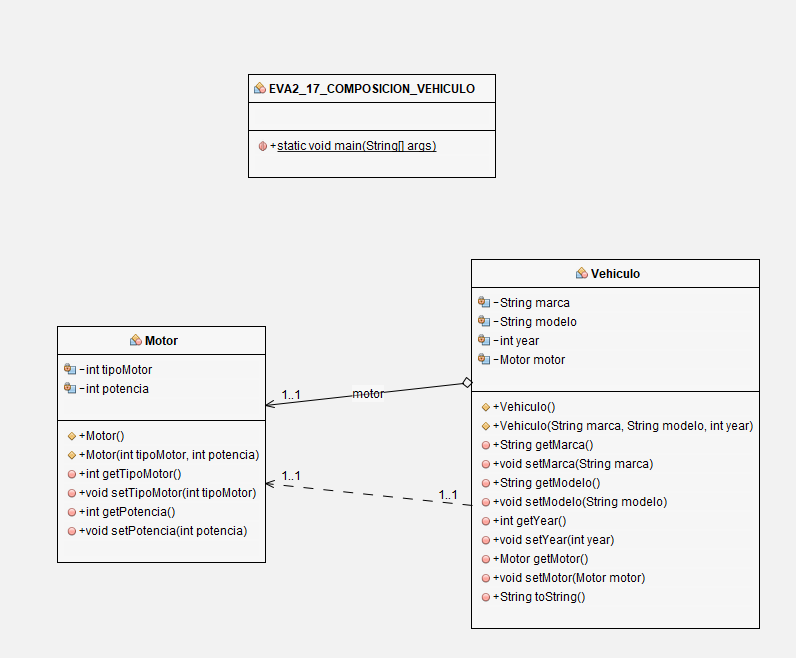 EVA2_17_COMPOSICION_VEHICULO
+static void main(String[] args)
Vehiculo
-String marca
-String modelo
-int year
-Motor motor
+Vehiculo()
+Vehiculo(String marca, String modelo, int year)
+String getMarca()
+void setMarca(String marca)
+String getModelo()
+void setModelo(String modelo)
+int getYear()
+void setYear(int year)
+Motor getMotor()
+void setMotor(Motor motor)
+String toString()
Motor
-int tipoMotor
-int potencia
+Motor()
+Motor(int tipoMotor, int potencia)
+int getTipoMotor()
+void setTipoMotor(int tipoMotor)
+int getPotencia()
+void setPotencia(int potencia)
1..1
motor
1..1
1..1